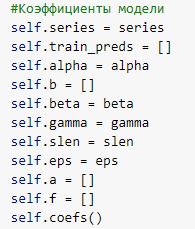 #Коэффициенты модели
self.series = series
self.train_preds = []
self.alpha = alpha
self.b = []
self.beta = beta
self.gamma = gamma
self.slen = slen
self.eps = eps
self.a = []
self.f = []
self.coefs()